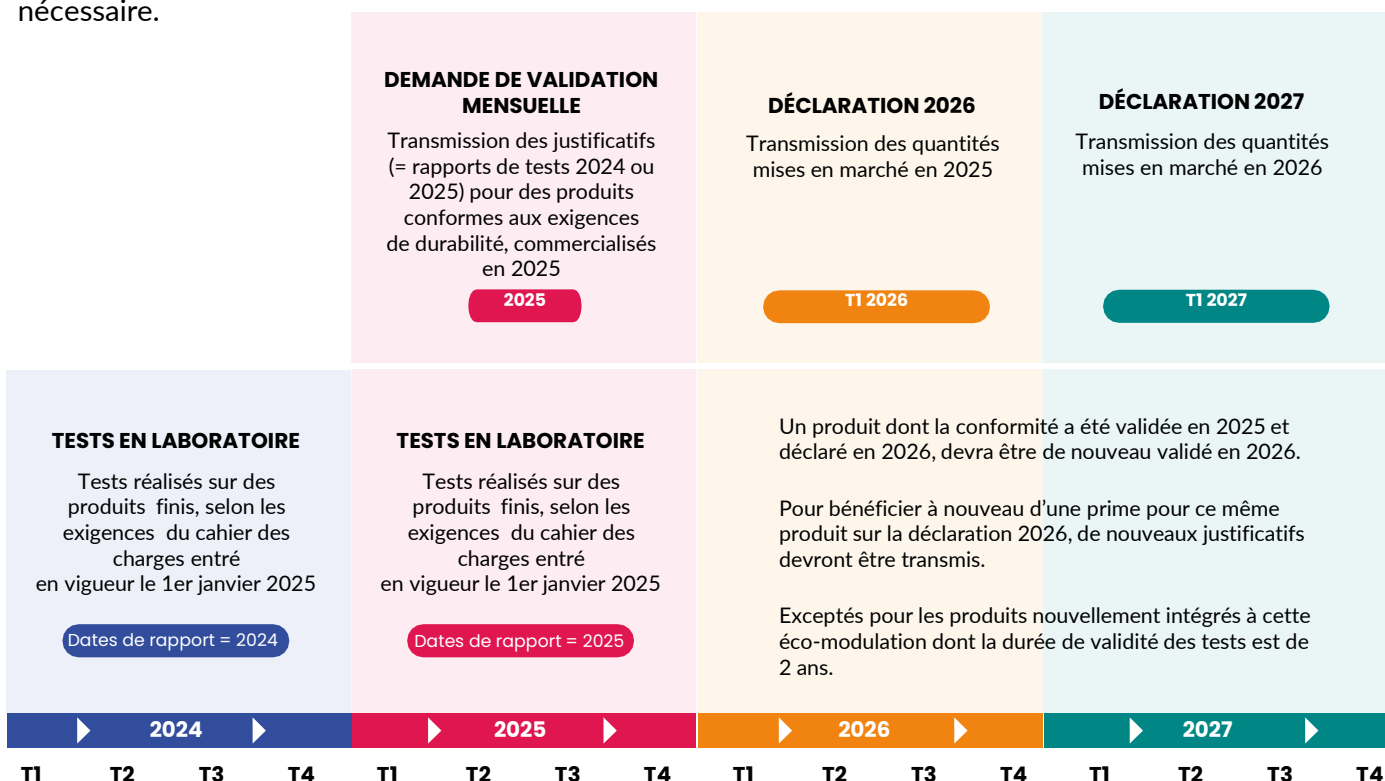 nécessaire.
DEMANDE DE VALIDATION
MENSUELLE
Transmission des justificatifs
(= rapports de tests 2024 ou
2025) pour des produits
conformes aux exigences
de durabilité, commercialisés
en 2025
2025
DÉCLARATION 2026
Transmission des quantités
mises en marché en 2025
T1 2026
DÉCLARATION 2027
Transmission des quantités
mises en marché en 2026
T1 2027
TESTS EN LABORATOIRE
Tests réalisés sur des
produits finis, selon les
exigences du cahier des
charges entré
en vigueur le 1er janvier 2025
Dates de rapport = 2024
TESTS EN LABORATOIRE
Tests réalisés sur des
produits finis, selon les
exigences du cahier des
charges entré
en vigueur le 1er janvier 2025
Dates de rapport = 2025
Un produit dont la conformité a été validée en 2025 et
déclaré en 2026, devra être de nouveau validé en 2026.
Pour bénéficier à nouveau d'une prime pour ce même
produit sur la déclaration 2026, de nouveaux justificatifs
devront être transmis.
Exceptés pour les produits nouvellement intégrés à cette
éco-modulation dont la durée de validité des tests est de
2 ans.
2024 2025 2026 2027
T1 T2 T3 T4 T1 T2 T3 T4 T1 T2 T3 T4 T1 T2 T3 T4